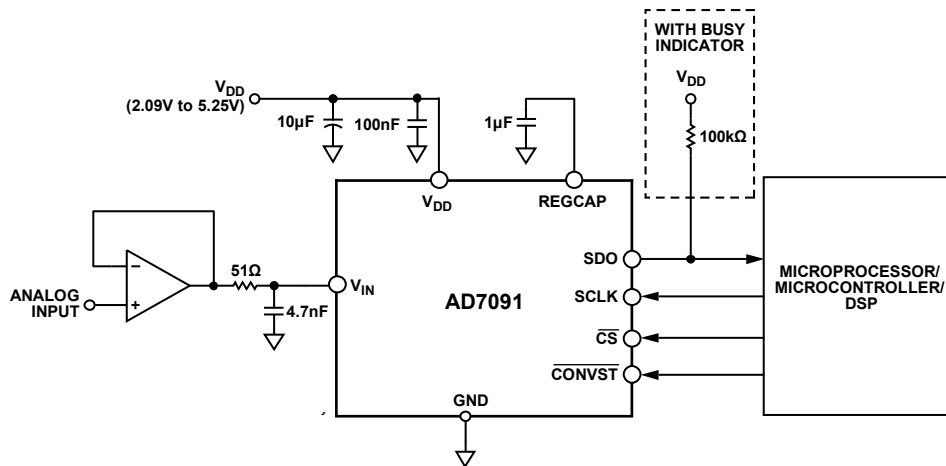 WITH BUSY
INDICATOR
VDD
100kΩ
VDD
(2.09V to 5.25V)
10µF
100nF
1µF
VDD
REGCAP
ANALOG
INPUT
−
+
51Ω
4.7nF
VIN
AD7091
GND
SDO
SCLK
CS
CONVST
MICROPROCESSOR/
MICROCONTROLLER/
DSP